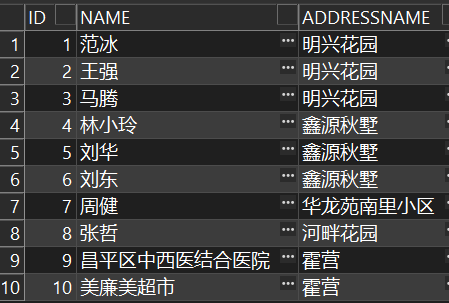 ID NAME ADDRESSNAME
1 1 范冰 ... 明兴花园
2 2 王强 ... 明兴花园
3 3 马腾 ... 明兴花园
4 4 林小玲 ... 鑫源秋墅
5 5 刘华 ... 鑫源秋墅
6 6 刘东 ... 鑫源秋墅
7 7 周健 ... 华龙苑南里小区
8 8 张哲 ... 河畔花园
9 9 昌平区中西医结合医院 ... 霍营
10 10 美廉美超市 ... 霍营